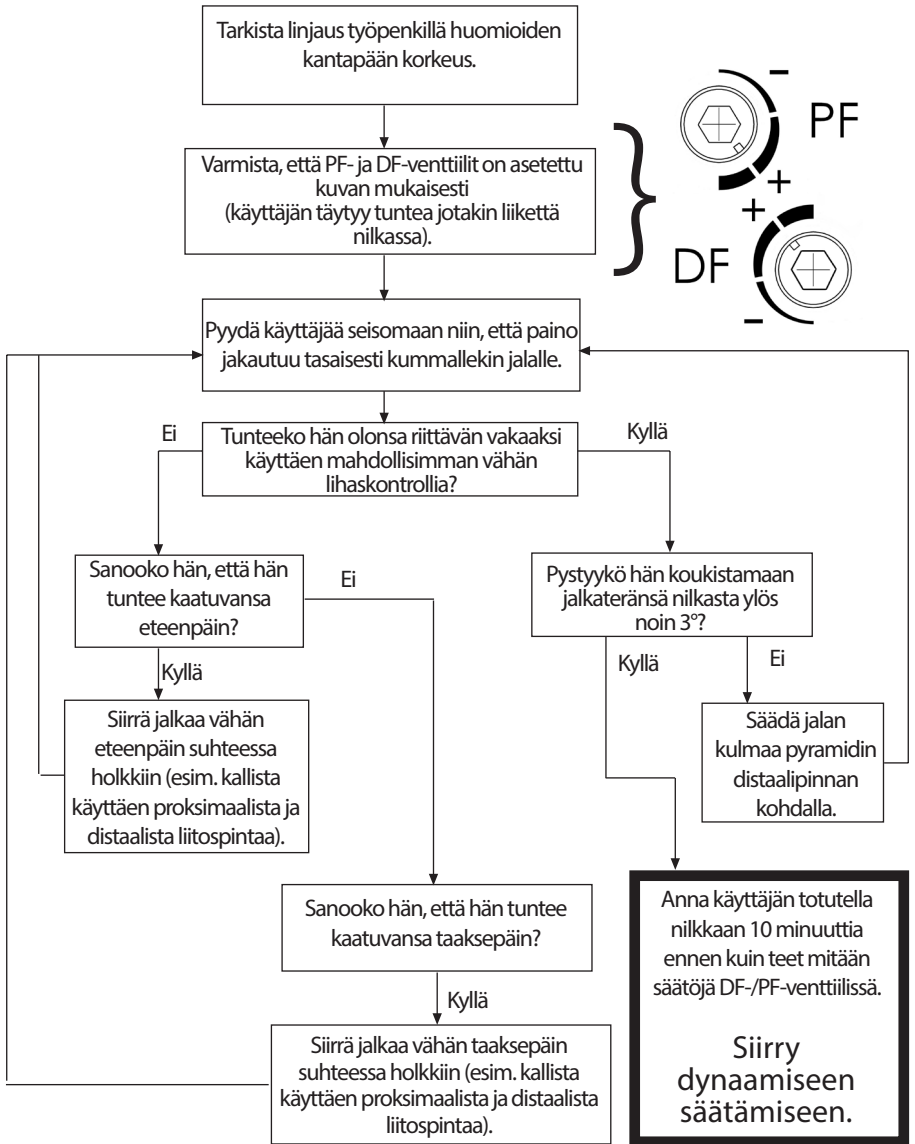 Tarkista linjaus työpenkillä huomioiden
kantapään korkeus.
Varmista, että PF- ja DF-venttiilit on asetettu
kuvan mukaisesti
(käyttäjän täytyy tuntea jotakin liikettä
nilkassa).
-
PF
+
+
DF
-
Pyydä käyttäjää seisomaan niin, että paino
jakautuu tasaisesti kummallekin jalalle.
Ei
Tunteeko hän olonsa riittävän vakaaksi
käyttäen mahdollisimman vähän
lihaskontrollia?
Kyllä
Sanooko hän, että hän
tuntee kaatuvansa
eteenpäin?
Ei
Pystyykö hän koukistamaan
jalkateränsä nilkasta ylös
noin 3°?
Kyllä
Kyllä
Ei
Siirrä jalkaa vähän
eteenpäin suhteessa
holkkiin (esim. kallista
käyttäen proksimaalista ja
distaalista liitospintaa).
Säädä jalan
kulmaa pyramidin
distaalipinnan
kohdalla.
Sanooko hän, että hän tuntee
kaatuvansa taaksepäin?
Kyllä
Siirrä jalkaa vähän taaksepäin
suhteessa holkkiin (esim. kallista
käyttäen proksimaalista ja distaalista
liitospintaa).
Anna käyttäjän totutella
nilkkaan 10 minuuttia
ennen kuin teet mitään
säätöjä DF-/PF-venttiilissä.
Siirry
dynaamiseen
säätämiseen.